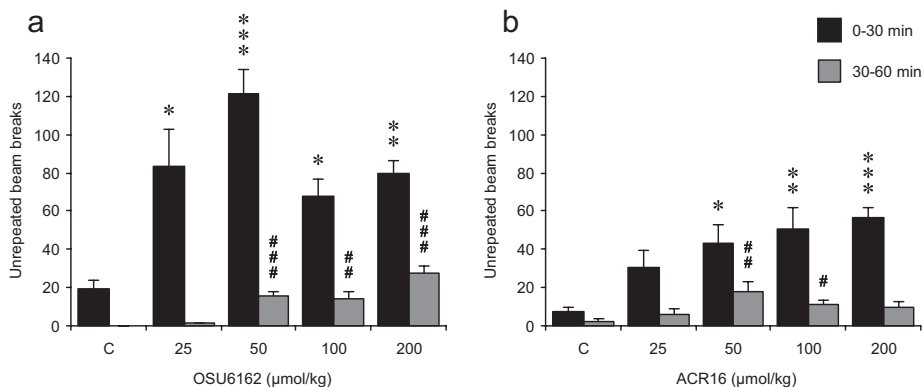 a
b
0-30 min
30-60 min
Unrepeated beam breaks
140
120
100
80
60
40
20
0
*
***
*
**
###
##
###
C 25 50 100 200
OSU6162 (µmol/kg)
Unrepeated beam breaks
140
120
100
80
60
40
20
0
*
**
***
##
#
C 25 50 100 200
ACR16 (µmol/kg)